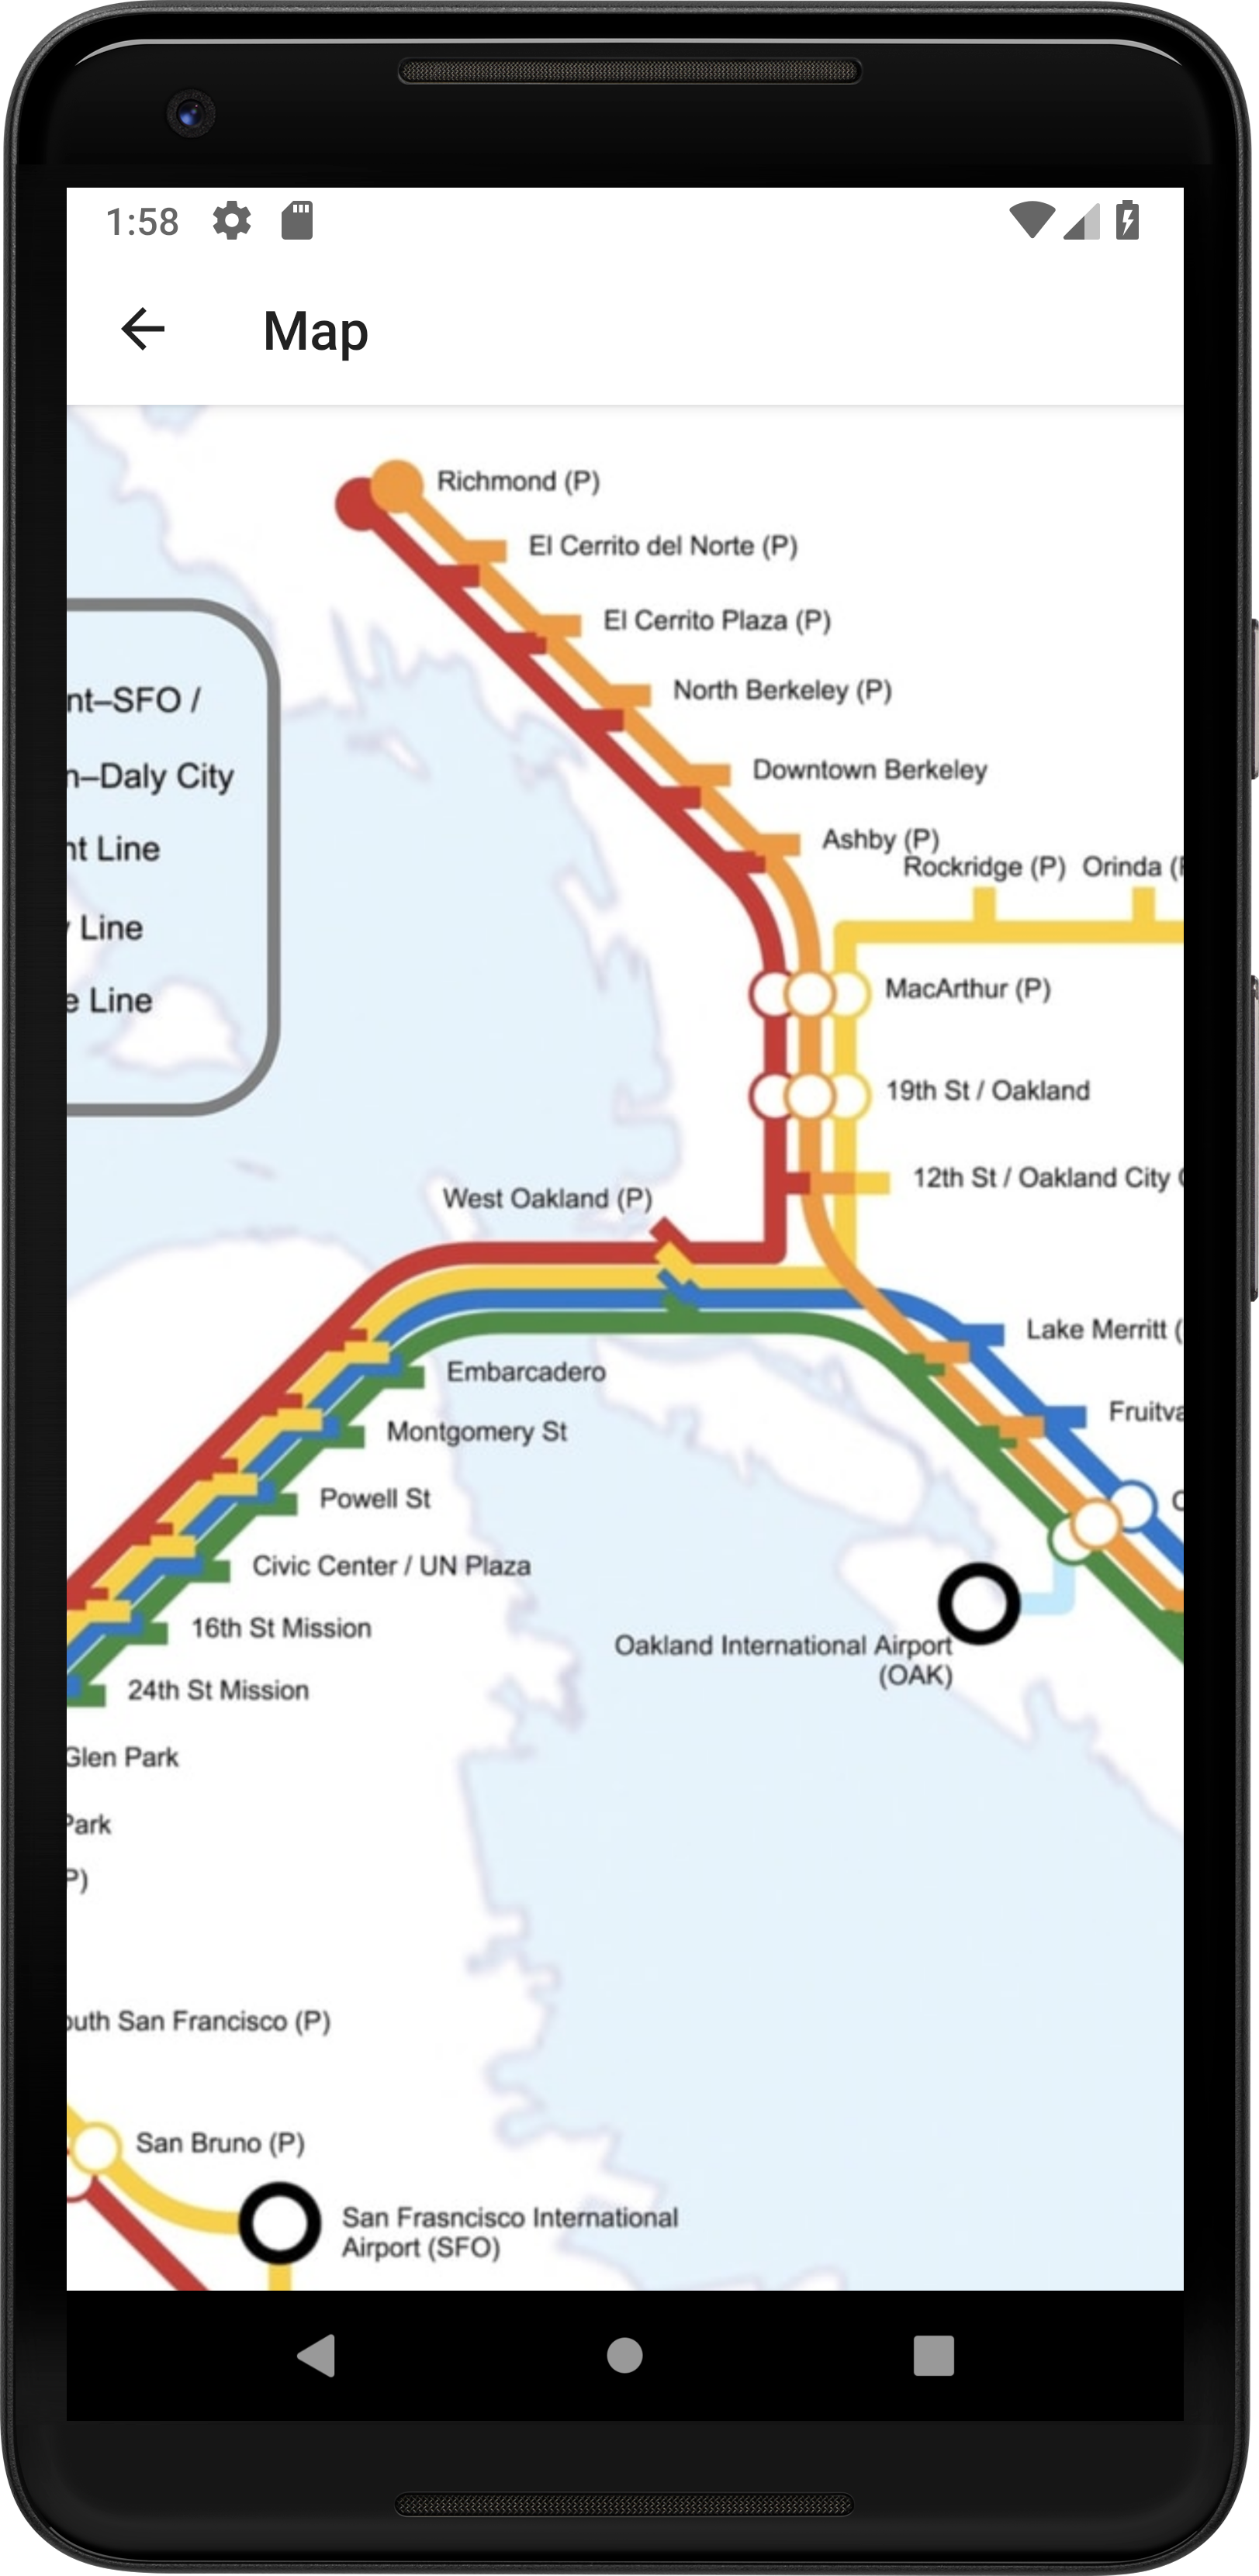 1:58
Map
Richmond (P)
El Cerrito del Norte (P)
El Cerrito Plaza (P)
nt–SFO /
North Berkeley (P)
n–Daly City
Downtown Berkeley
Ashby (P)
nt Line
Rockridge (P) Orinda (
Line
MacArthur (P)
e Line
19th St / Oakland
12th St / Oakland City
West Oakland (P)
Lake Merritt (
Embarcadero
Fruitva
Montgomery St
Powell St
Civic Center / UN Plaza
16th St Mission
Oakland International Airport
(OAK)
24th St Mission
Glen Park
Park
P)
outh San Francisco (P)
San Bruno (P)
San Frasncisco International
Airport (SFO)